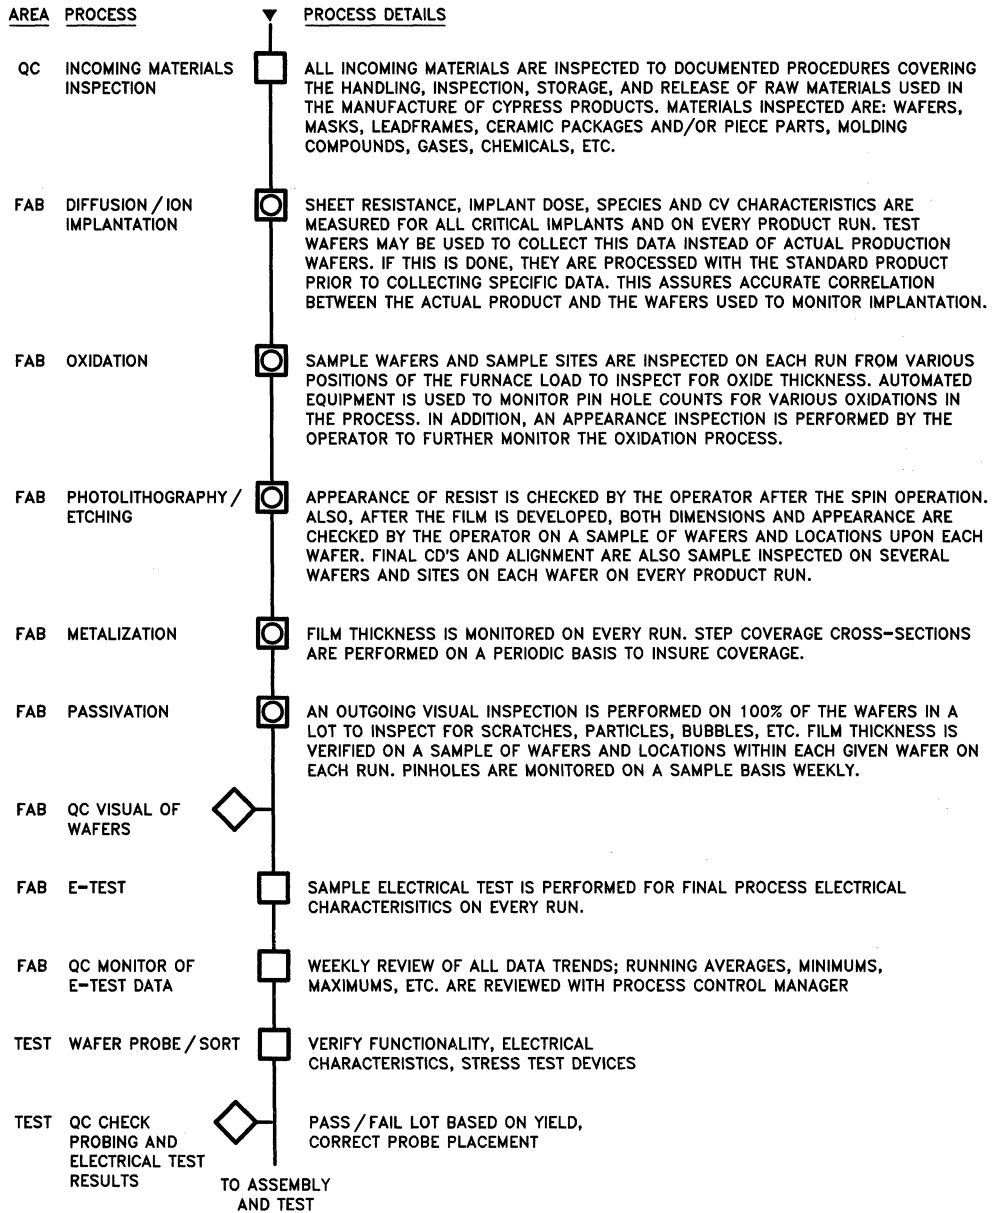 AREA PROCESS PROCESS DETAILS
QC INCOMING MATERIALS INSPECTION
ALL INCOMING MATERIALS ARE INSPECTED TO DOCUMENTED PROCEDURES COVERING
THE HANDLING, INSPECTION, STORAGE, AND RELEASE OF RAW MATERIALS USED IN
THE MANUFACTURE OF CYPRESS PRODUCTS. MATERIALS INSPECTED ARE: WAFERS,
MASKS, LEADFRAMES, CERAMIC PACKAGES AND/OR PIECE PARTS, MOLDING
COMPOUNDS, GASES, CHEMICALS, ETC.
FAB DIFFUSION / ION
IMPLANTATION
SHEET RESISTANCE, IMPLANT DOSE, SPECIES AND CV CHARACTERISTICS ARE
MEASURED FOR ALL CRITICAL IMPLANTS AND ON EVERY PRODUCT RUN. TEST
WAFERS MAY BE USED TO COLLECT THIS DATA INSTEAD OF ACTUAL PRODUCTION
WAFERS. IF THIS IS DONE, THEY ARE PROCESSED WITH THE STANDARD PRODUCT
PRIOR TO COLLECTING SPECIFIC DATA. THIS ASSURES ACCURATE CORRELATION
BETWEEN THE ACTUAL PRODUCT AND THE WAFERS USED TO MONITOR IMPLANTATION.
FAB OXIDATION
SAMPLE WAFERS AND SAMPLE SITES ARE INSPECTED ON EACH RUN FROM VARIOUS
POSITIONS OF THE FURNACE LOAD TO INSPECT FOR OXIDE THICKNESS. AUTOMATED
EQUIPMENT IS USED TO MONITOR PIN HOLE COUNTS FOR VARIOUS OXIDATIONS IN
THE PROCESS. IN ADDITION, AN APPEARANCE INSPECTION IS PERFORMED BY THE
OPERATOR TO FURTHER MONITOR THE OXIDATION PROCESS.
FAB PHOTOLITHOGRAPHY /
ETCHING
APPEARANCE OF RESIST IS CHECKED BY THE OPERATOR AFTER THE SPIN OPERATION.
ALSO, AFTER THE FILM IS DEVELOPED, BOTH DIMENSIONS AND APPEARANCE ARE
CHECKED BY THE OPERATOR ON A SAMPLE OF WAFERS AND LOCATIONS UPON EACH
WAFER. FINAL CD'S AND ALIGNMENT ARE ALSO SAMPLE INSPECTED ON SEVERAL
WAFERS AND SITES ON EACH WAFER ON EVERY PRODUCT RUN.
FAB METALIZATION
FILM THICKNESS IS MONITORED ON EVERY RUN. STEP COVERAGE CROSS-SECTIONS
ARE PERFORMED ON A PERIODIC BASIS TO INSURE COVERAGE.
FAB PASSIVATION
AN OUTGOING VISUAL INSPECTION IS PERFORMED ON 100% OF THE WAFERS IN A
LOT TO INSPECT FOR SCRATCHES, PARTICLES, BUBBLES, ETC. FILM THICKNESS IS
VERIFIED ON A SAMPLE OF WAFERS AND LOCATIONS WITHIN EACH GIVEN WAFER ON
EACH RUN. PINHOLES ARE MONITORED ON A SAMPLE BASIS WEEKLY.
FAB QC VISUAL OF
WAFERS
FAB E-TEST
SAMPLE ELECTRICAL TEST IS PERFORMED FOR FINAL PROCESS ELECTRICAL
CHARACTERISITICS ON EVERY RUN.
FAB QC MONITOR OF
E-TEST DATA
WEEKLY REVIEW OF ALL DATA TRENDS; RUNNING AVERAGES, MINIMUMS,
MAXIMUMS, ETC. ARE REVIEWED WITH PROCESS CONTROL MANAGER
TEST WAFER PROBE / SORT
VERIFY FUNCTIONALITY, ELECTRICAL
CHARACTERISTICS, STRESS TEST DEVICES
TEST QC CHECK
PROBING AND
ELECTRICAL TEST
RESULTS
PASS / FAIL LOT BASED ON YIELD,
CORRECT PROBE PLACEMENT
TO ASSEMBLY
AND TEST